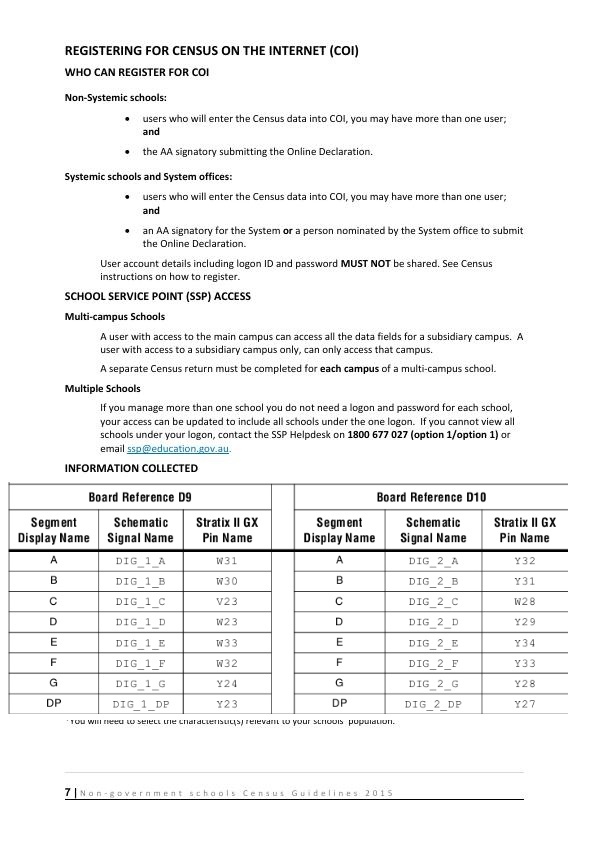 REGISTERING FOR CENSUS ON THE INTERNET (COI)
WHO CAN REGISTER FOR COI
Non-Systemic schools:
• users who will enter the Census data into COI, you may have more than one user;
and
• the AA signatory submitting the Online Declaration.
Systemic schools and System offices:
• users who will enter the Census data into COI, you may have more than one user;
and
• an AA signatory for the System or a person nominated by the System office to submit
the Online Declaration.
User account details including logon ID and password MUST NOT be shared. See Census
instructions on how to register.
SCHOOL SERVICE POINT (SSP) ACCESS
Multi-campus Schools
A user with access to the main campus can access all the data fields for a subsidiary campus. A
user with access to a subsidiary campus only, can only access that campus.
A separate Census return must be completed for each campus of a multi-campus school.
Multiple Schools
If you manage more than one school you do not need a logon and password for each school,
your access can be updated to include all schools under the one logon. If you cannot view all
schools under your logon, contact the SSP Helpdesk on 1800 677 027 (option 1/option 1) or
email ssp@education.gov.au.
INFORMATION COLLECTED
Board Reference D9 Board Reference D10
Segment Schematic Stratix II GX Segment Schematic Stratix II GX
Display Name Signal Name Pin Name Display Name Signal Name Pin Name
A DIG_1_A W31 A DIG_2_A Y32
B DIG_1_B W30 B DIG_2_B Y31
C DIG_1_C V23 C DIG_2_C W28
D DIG_1_D W23 D DIG_2_D Y29
E DIG_1_E W33 E DIG_2_E Y34
F DIG_1_F W32 F DIG_2_F Y33
G DIG_1_G Y24 G DIG_2_G Y28
DP DIG_1_DP Y23 DP DIG_2_DP Y27
You will need to select the characteristic(s) relevant to your schools' population.
7 | Non-government schools Census Guidelines 2015